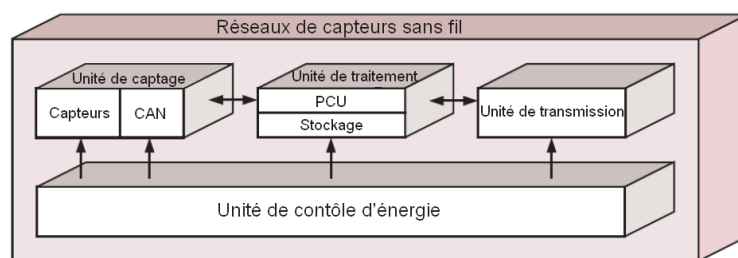 Réseaux de capteurs sans fil
Unité de captage
Unité de traitement
Capteurs
CAN
PCU
Stockage
Unité de transmission
Unité de contôle d'énergie